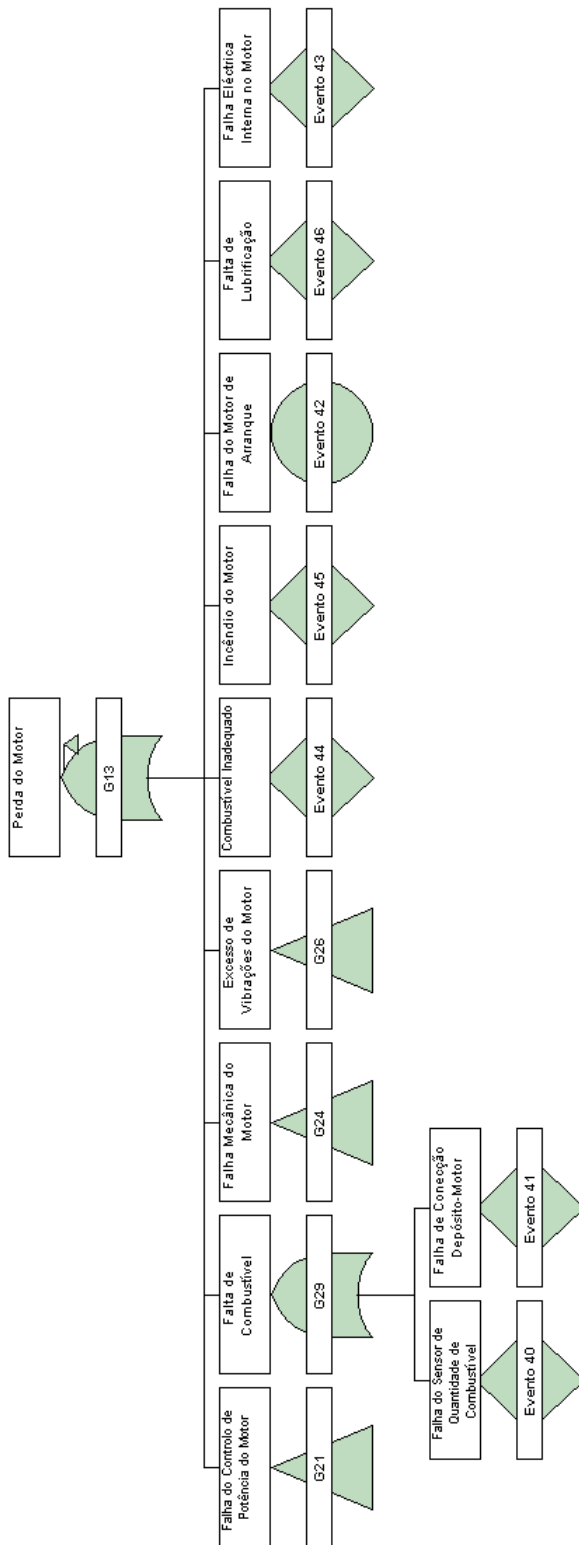 Perda do Motor
G13
Falha do Controlo de
Potência do Motor
G21
Falta de
Combustível
G29
Falha Mecânica do
Motor
G24
Excesso de
Vibrações do Motor
G26
Combustível Inadequado
Evento 44
Incêndio do Motor
Evento 45
Falha do Motor de
Arranque
Evento 42
Falta de
Lubrificação
Evento 46
Falha Eléctrica
Interna no Motor
Evento 43
Falha do Sensor de
Quantidade de
Combustível
Evento 40
Falha de Conecção
Depósito-Motor
Evento 41